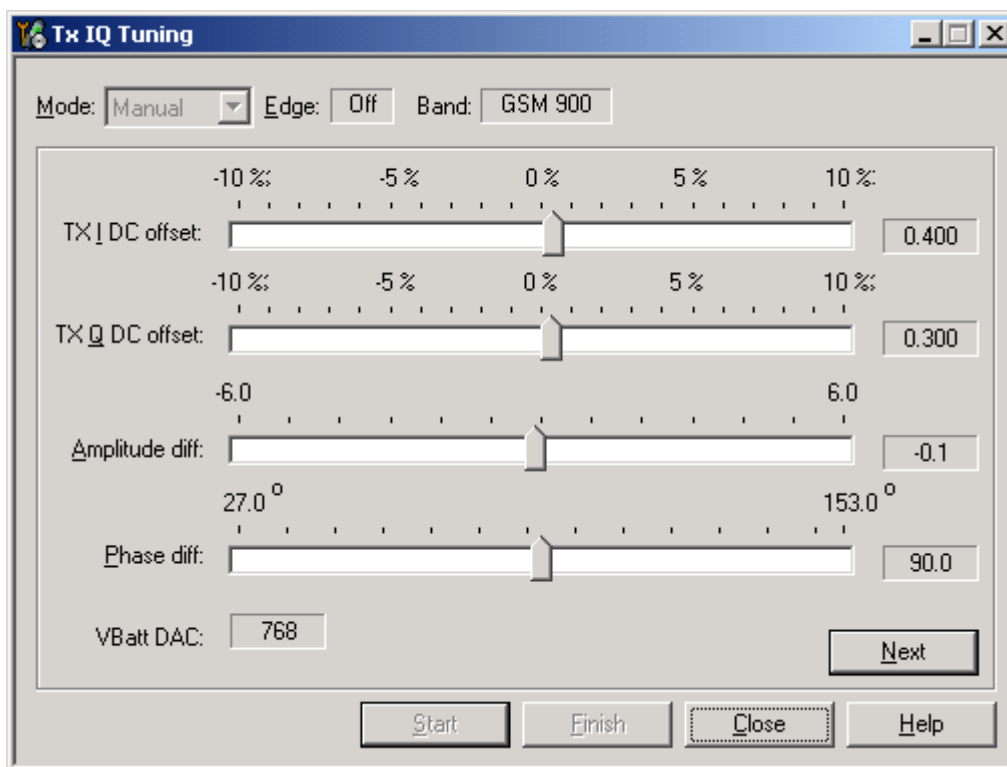 Tx IQ Tuning
Mode: Manual Edge: Off Band: GSM 900
-10 %; -5 % 0 % 5 % 10 %:
TX I DC offset: 0.400
-10 %; -5 % 0 % 5 % 10 %;
TX Q DC offset: 0.300
-6.0 6.0
Amplitude diff: -0.1
27.0 o 153.0 o
Phase diff: 90.0
VBatt DAC: 768
Next
Start Finish Close Help